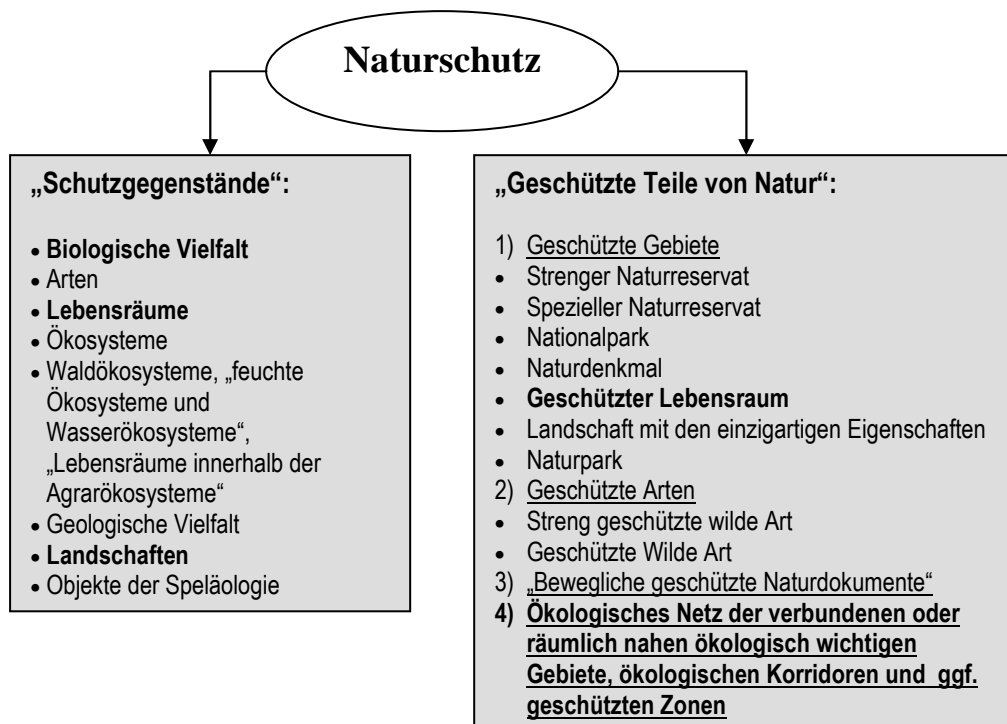 Naturschutz
„Schutzgegenstände“:
• Biologische Vielfalt
• Arten
• Lebensräume
• Ökosysteme
• Waldökosysteme, „feuchte
Ökosysteme und
Wasserökosysteme“,
„Lebensräume innerhalb der
Agrarökosysteme“
• Geologische Vielfalt
• Landschaften
• Objekte der Speläologie
„Geschützte Teile von Natur“:
1) Geschützte Gebiete
• Strenger Naturreservat
• Spezieller Naturreservat
• Nationalpark
• Naturdenkmal
• Geschützter Lebensraum
• Landschaft mit den einzigartigen Eigenschaften
• Naturpark
2) Geschützte Arten
• Streng geschützte wilde Art
• Geschützte Wilde Art
3) „Bewegliche geschützte Naturdokumente“
4) Ökologisches Netz der verbundenen oder
räumlich nahen ökologisch wichtigen
Gebiete, ökologischen Korridoren und ggf.
geschützten Zonen